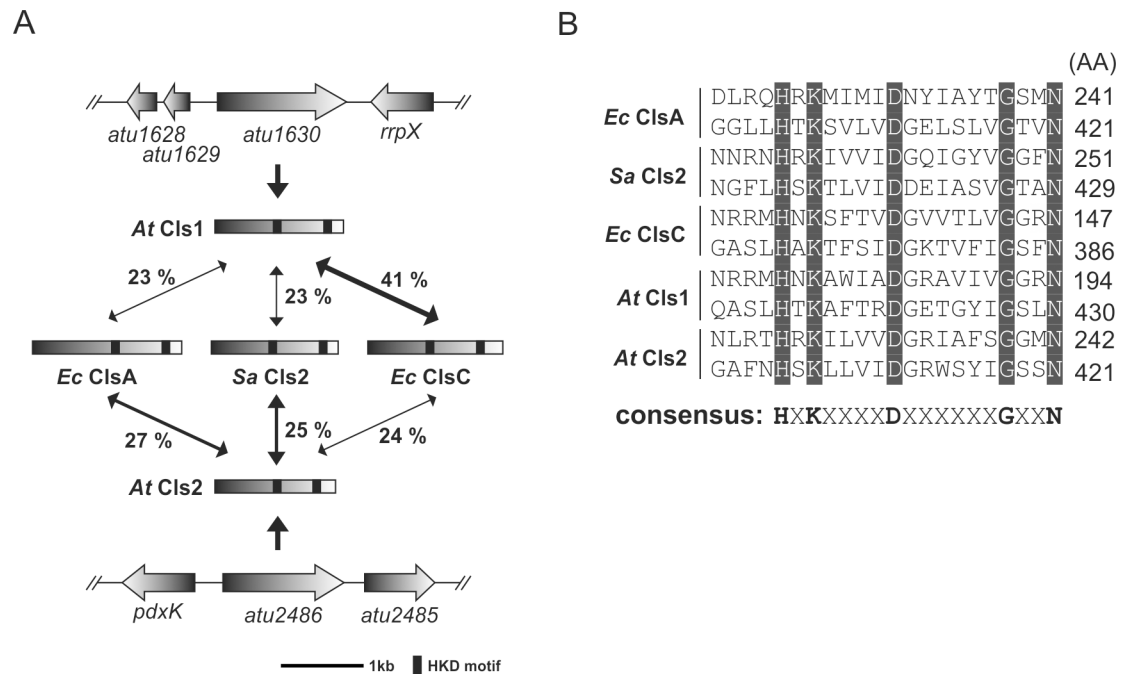 A
atu1628
atu1629
atu1630
rrpX
At Cls1
23 %
23 %
41 %
Ec ClsA
Sa Cls2
Ec ClsC
27 %
25 %
24 %
At Cls2
pdxK
atu2486
atu2485
1kb
HKD motif
B
(AA)
Ec ClsA
DLRQHRKMIMIDNYIAYTGSMN 241
GGLLHTKSVLVDGELSLVGTVN 421
Sa Cls2
NNRNHRKIVVIDGQIGYVGGFN 251
NGFLHSKTLVIDDEIASVGTAN 429
Ec ClsC
NRRMHNKSFTVDGVVTLVGGRN 147
GASLHAKTFSIDGKTVFIGSFN 386
At Cls1
NRRMHNKAWIADGRAVIVGGRN 194
QASLHTKAFTRDGETGYIGSLN 430
At Cls2
NLRTHRKILVVDGRIAFSGGMN 242
GAFNHSKLLVIDGRWSYIGSSN 421
consensus: HXKXXXXDXXXXXXGXXN